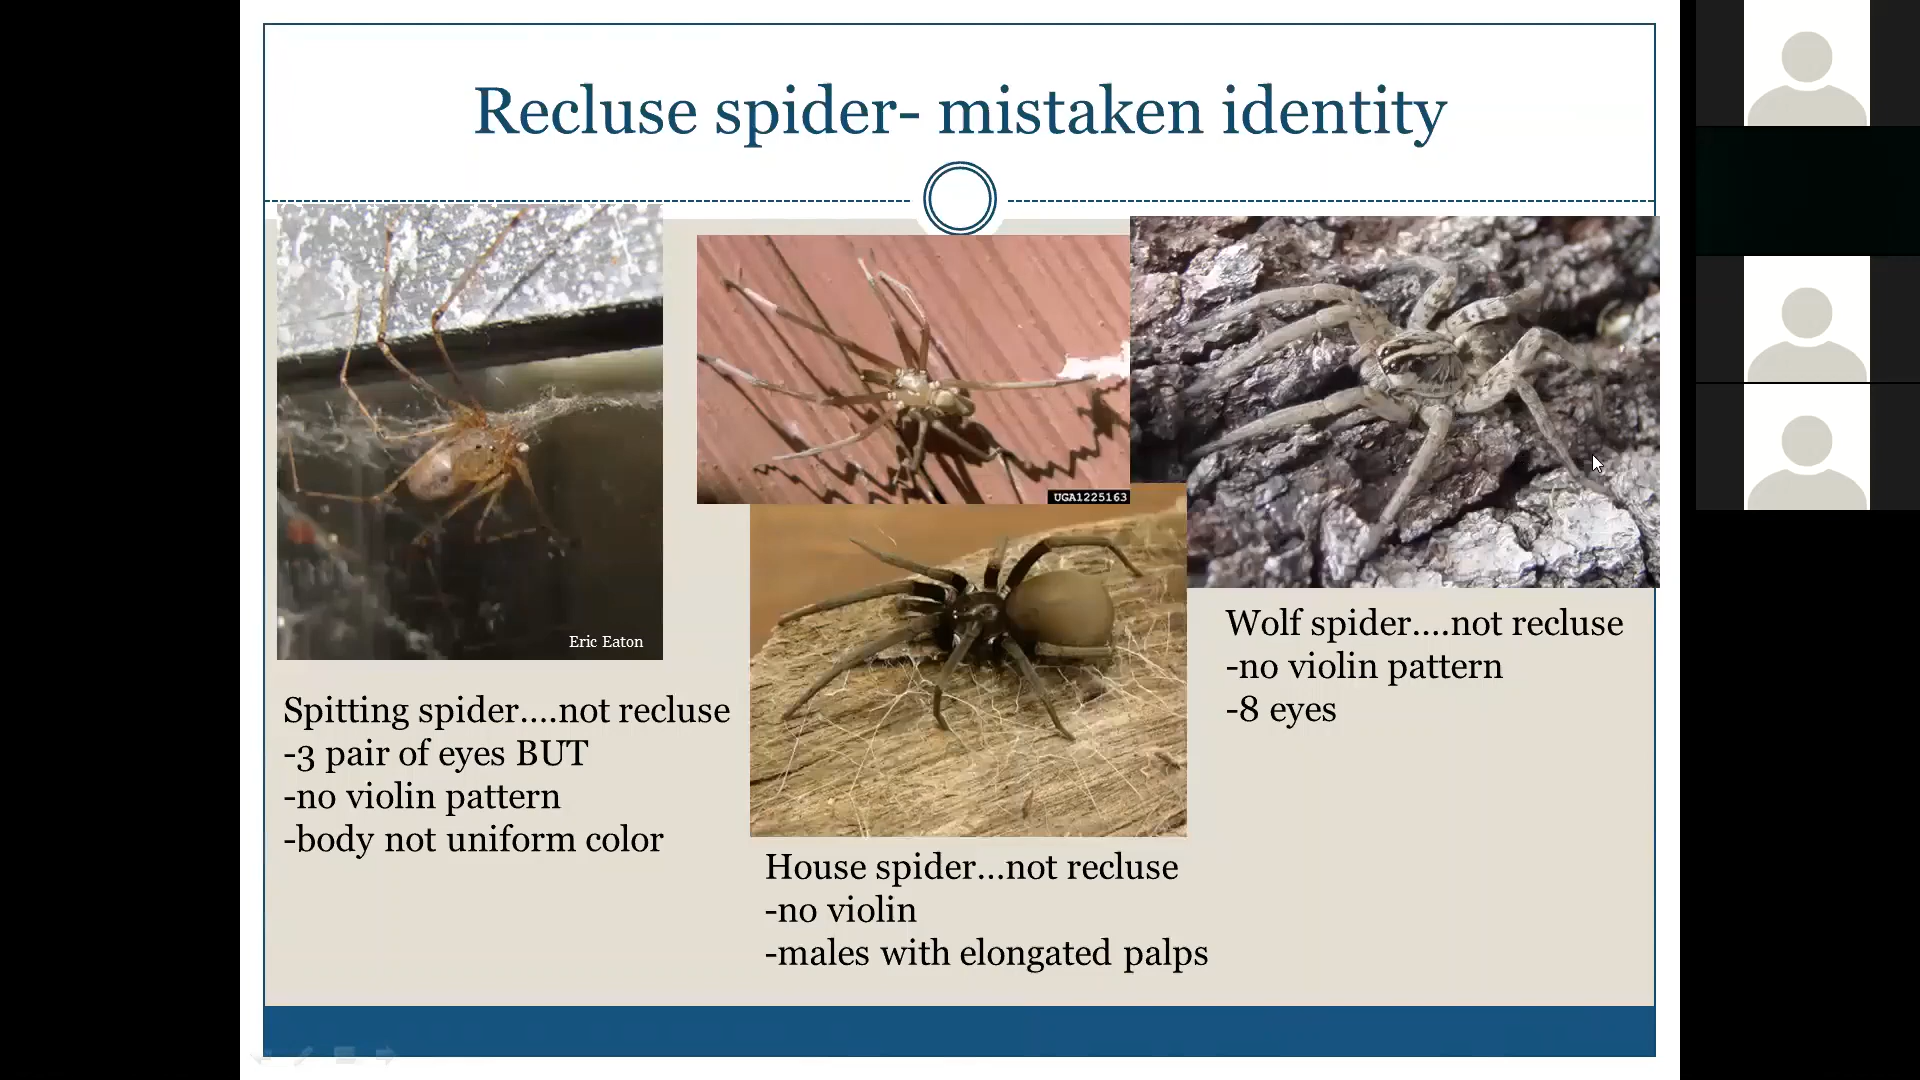 Recluse spider- mistaken identity
Eric Eaton
Spitting spider....not recluse
-3 pair of eyes BUT
-no violin pattern
-body not uniform color
UGA1225163
House spider...not recluse
-no violin
-males with elongated palps
Wolf spider....not recluse
-no violin pattern
-8 eyes